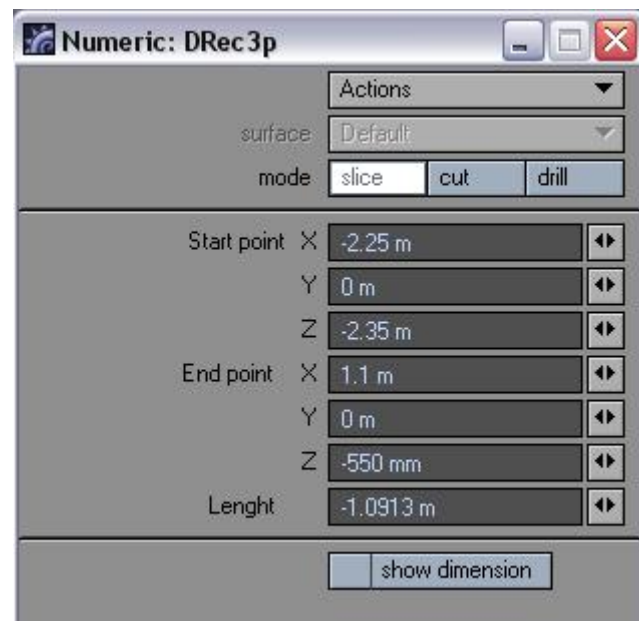 Numeric: DRec3p
Actions
surface Default
mode slice cut drill
Start point X -2.25 m
Y 0 m
Z -2.35 m
End point X 1.1 m
Y 0 m
Z -550 mm
Lenght -1.0913 m
show dimension